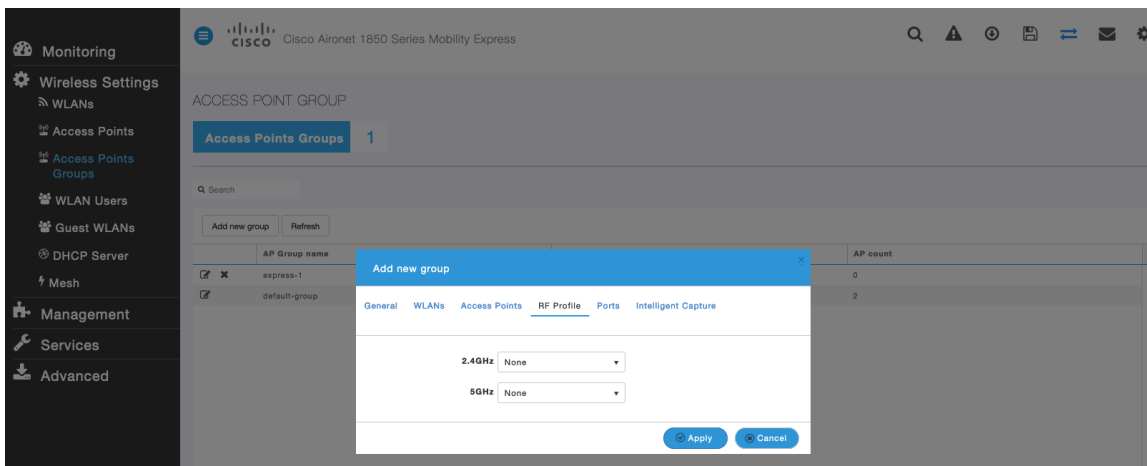 Monitoring
Wireless Settings
WLANs
Access Points
Access Points
Groups
WLAN Users
Guest WLANs
DHCP Server
Mesh
Management
Services
Advanced
CISCO Cisco Aironet 1850 Series Mobility Express
ACCESS POINT GROUP
Access Points Groups 1
Search
Add new group Refresh
AP Group name AP count
express-1 0
default-group 2
Add new group
General WLANs Access Points RF Profile Ports Intelligent Capture
2.4GHz None
5GHz None
Apply Cancel